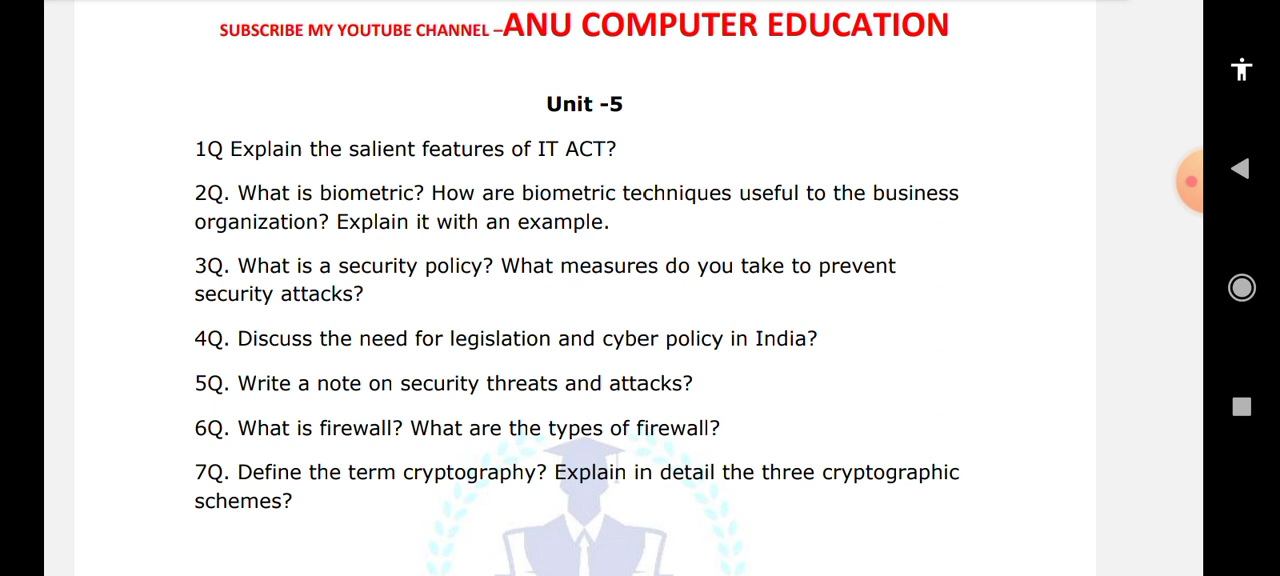 SUBSCRIBE MY YOUTUBE CHANNEL –ANU COMPUTER EDUCATION
Unit -5
1Q Explain the salient features of IT ACT?
2Q. What is biometric? How are biometric techniques useful to the business
organization? Explain it with an example.
3Q. What is a security policy? What measures do you take to prevent
security attacks?
4Q. Discuss the need for legislation and cyber policy in India?
5Q. Write a note on security threats and attacks?
6Q. What is firewall? What are the types of firewall?
7Q. Define the term cryptography? Explain in detail the three cryptographic
schemes?